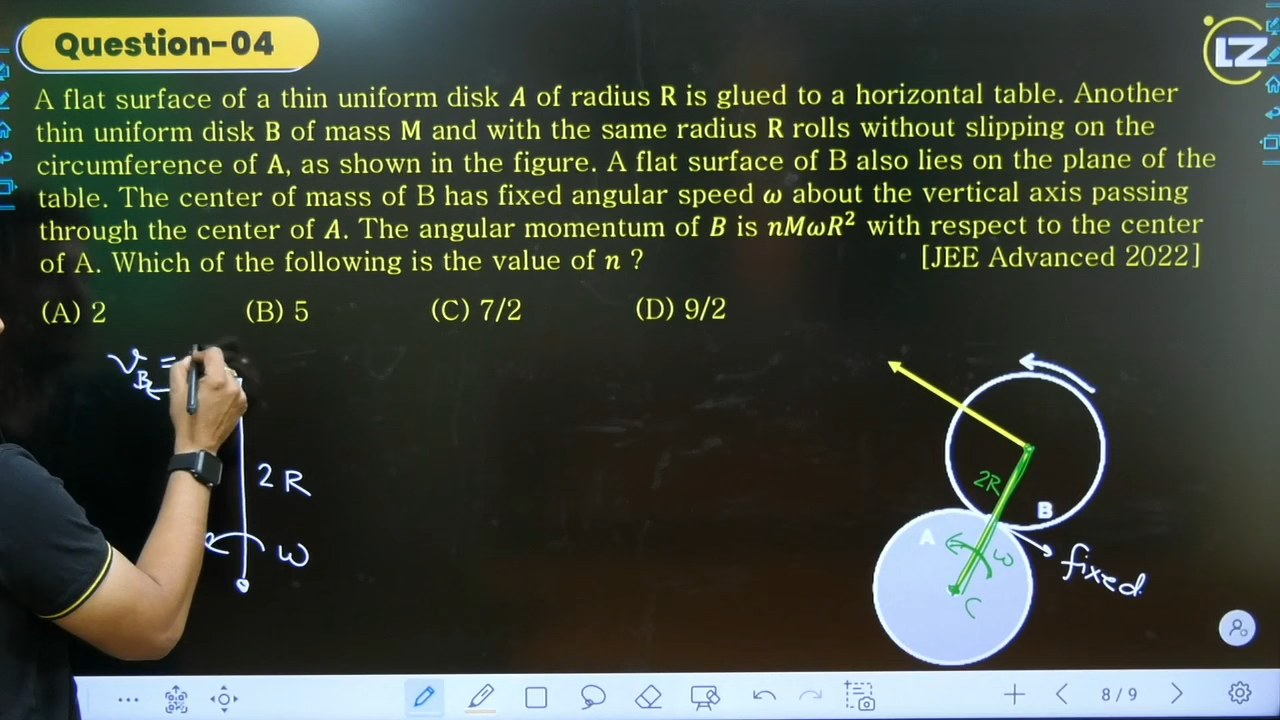 Question-04
LZ
A flat surface of a thin uniform disk A of radius R is glued to a horizontal table. Another
thin uniform disk B of mass M and with the same radius R rolls without slipping on the
circumference of A, as shown in the figure. A flat surface of B also lies on the plane of the
table. The center of mass of B has fixed angular speed ω about the vertical axis passing
through the center of A. The angular momentum of B is nMωR² with respect to the center
of A. Which of the following is the value of n ?
[JEE Advanced 2022]
(A) 2 (B) 5 (C) 7/2 (D) 9/2
v_B =
2R
ω
2R
B
A
ω
C
fixed
8/9